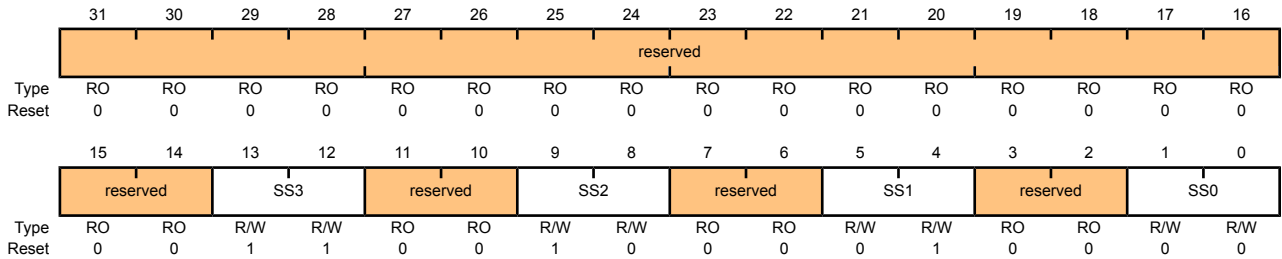 31 30 29 28 27 26 25 24 23 22 21 20 19 18 17 16
reserved
Type RO RO RO RO RO RO RO RO RO RO RO RO RO RO RO RO
Reset 0 0 0 0 0 0 0 0 0 0 0 0 0 0 0 0
15 14 13 12 11 10 9 8 7 6 5 4 3 2 1 0
reserved SS3 reserved SS2 reserved SS1 reserved SS0
Type RO RO R/W R/W RO RO R/W R/W RO RO R/W R/W RO RO R/W R/W
Reset 0 0 1 1 0 0 1 0 0 0 0 1 0 0 0 0